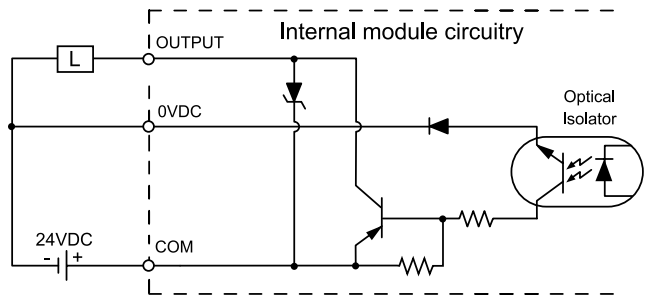 Internal module circuitry
OUTPUT
L
0VDC
Optical
Isolator
24VDC
- +
COM